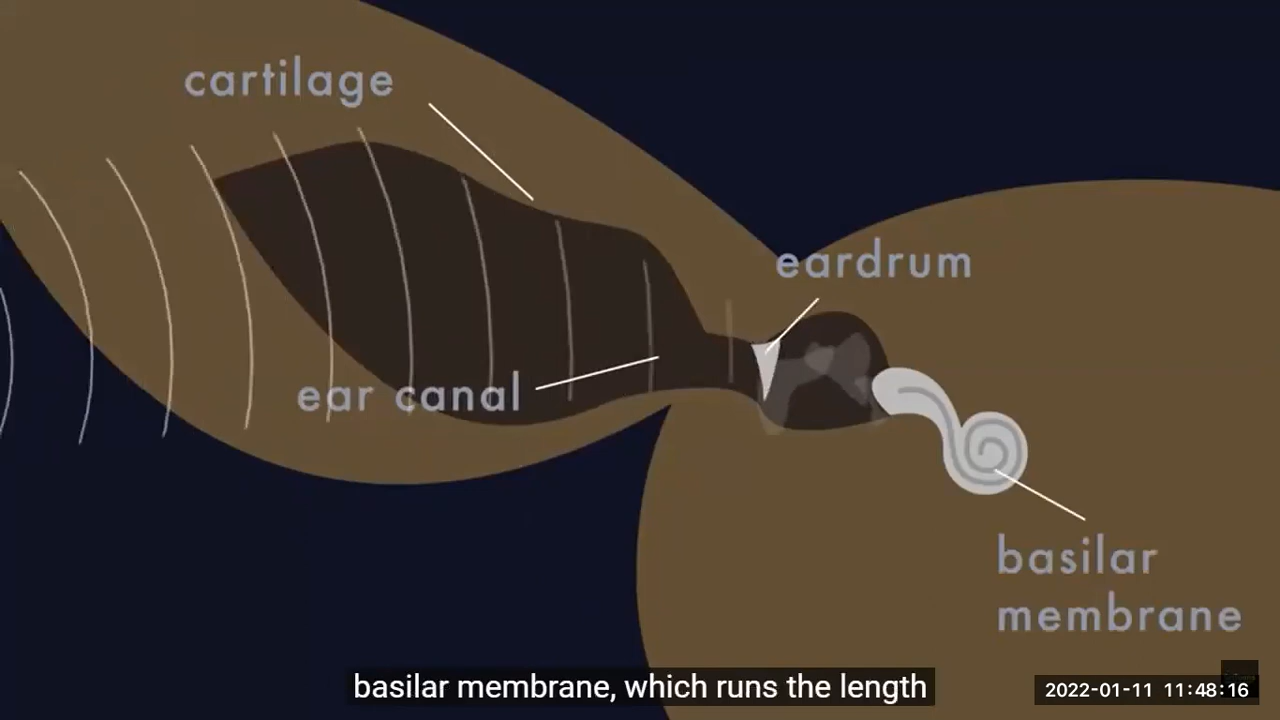 cartilage
eardrum
ear canal
basilar
membrane
basilar membrane, which runs the length
2022-01-11 11:48:16